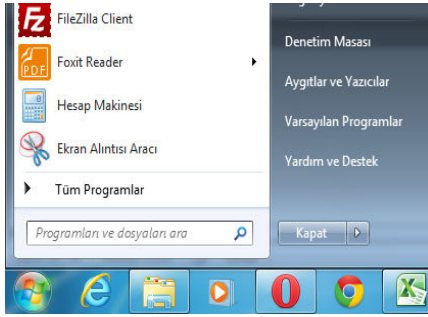 FileZilla Client
Foxit Reader
Hesap Makinesi
Ekran Alıntısı Aracı
Tüm Programlar
Programları ve dosyaları ara
Denetim Masası
Aygıtlar ve Yazıcılar
Varsayılan Programlar
Yardım ve Destek
Kapat
PDF